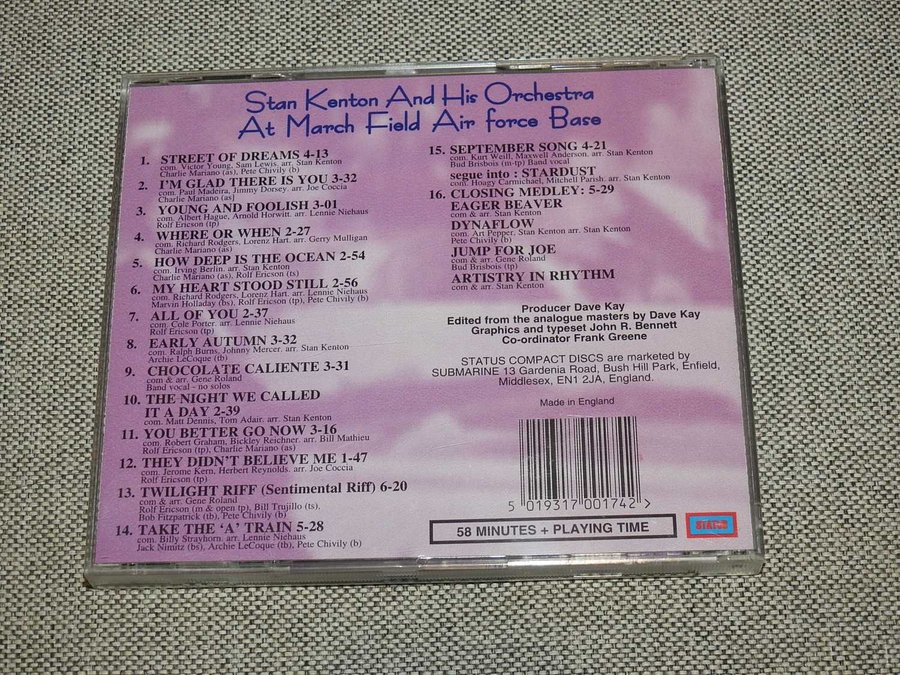 Stan Kenton And His Orchestra
At March Field Air force Base
1. STREET OF DREAMS 4-13
com. Victor Young, Sam Lewis. arr. Stan Kenton
Charlie Mariano (as), Pete Chivily (b)
2. I'M GLAD THERE IS YOU 3-32
com. Paul Madeira, Jimmy Dorsey. arr. Joe Coccia
Charlie Mariano (as)
3. YOUNG AND FOOLISH 3-01
com. Albert Hague, Arnold Horwitt. arr. Lennie Niehaus
Rolf Ericson (tp)
4. WHERE OR WHEN 2-27
com. Richard Rodgers, Lorenz Hart. arr. Gerry Mulligan
Charlie Mariano (as)
5. HOW DEEP IS THE OCEAN 2-54
com. Irving Berlin. arr. Stan Kenton
Charlie Mariano (as), Rolf Ericson (ts)
6. MY HEART STOOD STILL 2-56
com. Richard Rodgers, Lorenz Hart. arr. Lennie Niehaus
Marvin Holladay (bs), Rolf Ericson (tp), Pete Chivily (b)
7. ALL OF YOU 2-37
com. Cole Porter. arr. Lennie Niehaus
Rolf Ericson (tp)
8. EARLY AUTUMN 3-32
com. Ralph Burns, Johnny Mercer. arr. Stan Kenton
Archie LeCoque (tb)
9. CHOCOLATE CALIENTE 3-31
com & arr. Gene Roland
Band vocal - no solos
10. THE NIGHT WE CALLED
IT A DAY 2-39
com. Matt Dennis, Tom Adair. arr. Stan Kenton
11. YOU BETTER GO NOW 3-16
com. Robert Graham, Bickley Reichner. arr. Bill Mathieu
Rolf Ericson (tp), Charlie Mariano (as)
12. THEY DIDN'T BELIEVE ME 1-47
com. Jerome Kern, Herbert Reynolds. arr. Joe Coccia
Rolf Ericson (tp)
13. TWILIGHT RIFF (Sentimental Riff) 6-20
com & arr. Gene Roland
Rolf Ericson (m & open tp), Bill Trujillo (ts).
Bob Fitzpatrick (tb), Pete Chivily (b)
14. TAKE THE 'A' TRAIN 5-28
com. Billy Strayhorn. arr. Lennie Niehaus
Jack Nimitz (bs), Archie LeCoque (tb), Pete Chivily (b)
15. SEPTEMBER SONG 4-21
com. Kurt Weill, Maxwell Anderson. arr. Stan Kenton
Bud Brisbois (m-tp) Band vocal
segue into : STARDUST
com. Hoagy Carmichael, Mitchell Parish. arr. Stan Kenton
16. CLOSING MEDLEY: 5-29
EAGER BEAVER
com & arr. Stan Kenton
DYNAFLOW
com. Art Pepper, Stan Kenton arr. Stan Kenton
Pete Chivily (b)
JUMP FOR JOE
com & arr. Gene Roland
Bud Brisbois (tp)
ARTISTRY IN RHYTHM
com & arr. Stan Kenton
Producer Dave Kay
Edited from the analogue masters by Dave Kay
Graphics and typeset John R. Bennett
Co-ordinator Frank Greene
STATUS COMPACT DISCS are marketed by
SUBMARINE 13 Gardenia Road, Bush Hill Park, Enfield,
Middlesex, EN1 2JA, England.
Made in England
5 019317 001742 >
58 MINUTES + PLAYING TIME
STATUS